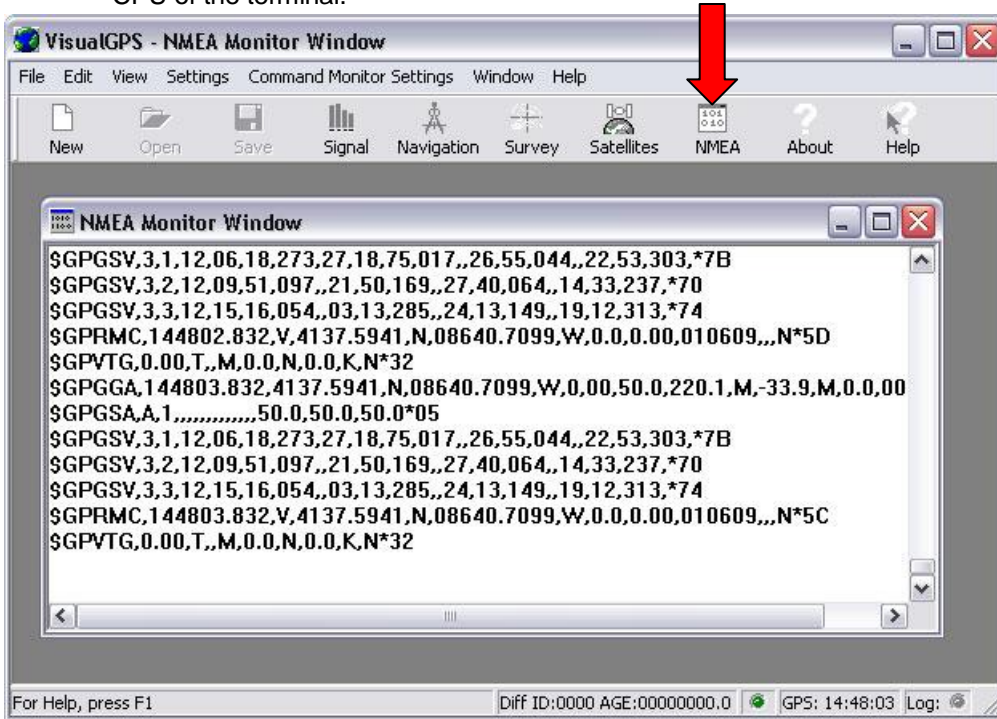 GPS of the terminal.
VisualGPS - NMEA Monitor Window
File Edit View Settings Command Monitor Settings Window Help
New Open Save Signal Navigation Survey Satellites NMEA About Help
NMEA Monitor Window
$GPGSV,3,1,12,06,18,273,27,18,75,017,,26,55,044,,22,53,303,*7B
$GPGSV,3,2,12,09,51,097,,21,50,169,,27,40,064,,14,33,237,*70
$GPGSV,3,3,12,15,16,054,,03,13,285,,24,13,149,,19,12,313,*74
$GPRMC,144802.832,V,4137.5941,N,08640.7099,W,0.0,0.00,010609,,,N*5D
$GPVTG,0.00,T,,M,0.0,N,0.0,K,N*32
$GPGGA,144803.832,4137.5941,N,08640.7099,W,0,00,50.0,220.1,M,-33.9,M,0.0,00
$GPGSA,A,1,,,,,,,,,,,,,50.0,50.0,50.0*05
$GPGSV,3,1,12,06,18,273,27,18,75,017,,26,55,044,,22,53,303,*7B
$GPGSV,3,2,12,09,51,097,,21,50,169,,27,40,064,,14,33,237,*70
$GPGSV,3,3,12,15,16,054,,03,13,285,,24,13,149,,19,12,313,*74
$GPRMC,144803.832,V,4137.5941,N,08640.7099,W,0.0,0.00,010609,,,N*5C
$GPVTG,0.00,T,,M,0.0,N,0.0,K,N*32
For Help, press F1 Diff ID:0000 AGE:00000000.0 GPS: 14:48:03 Log: